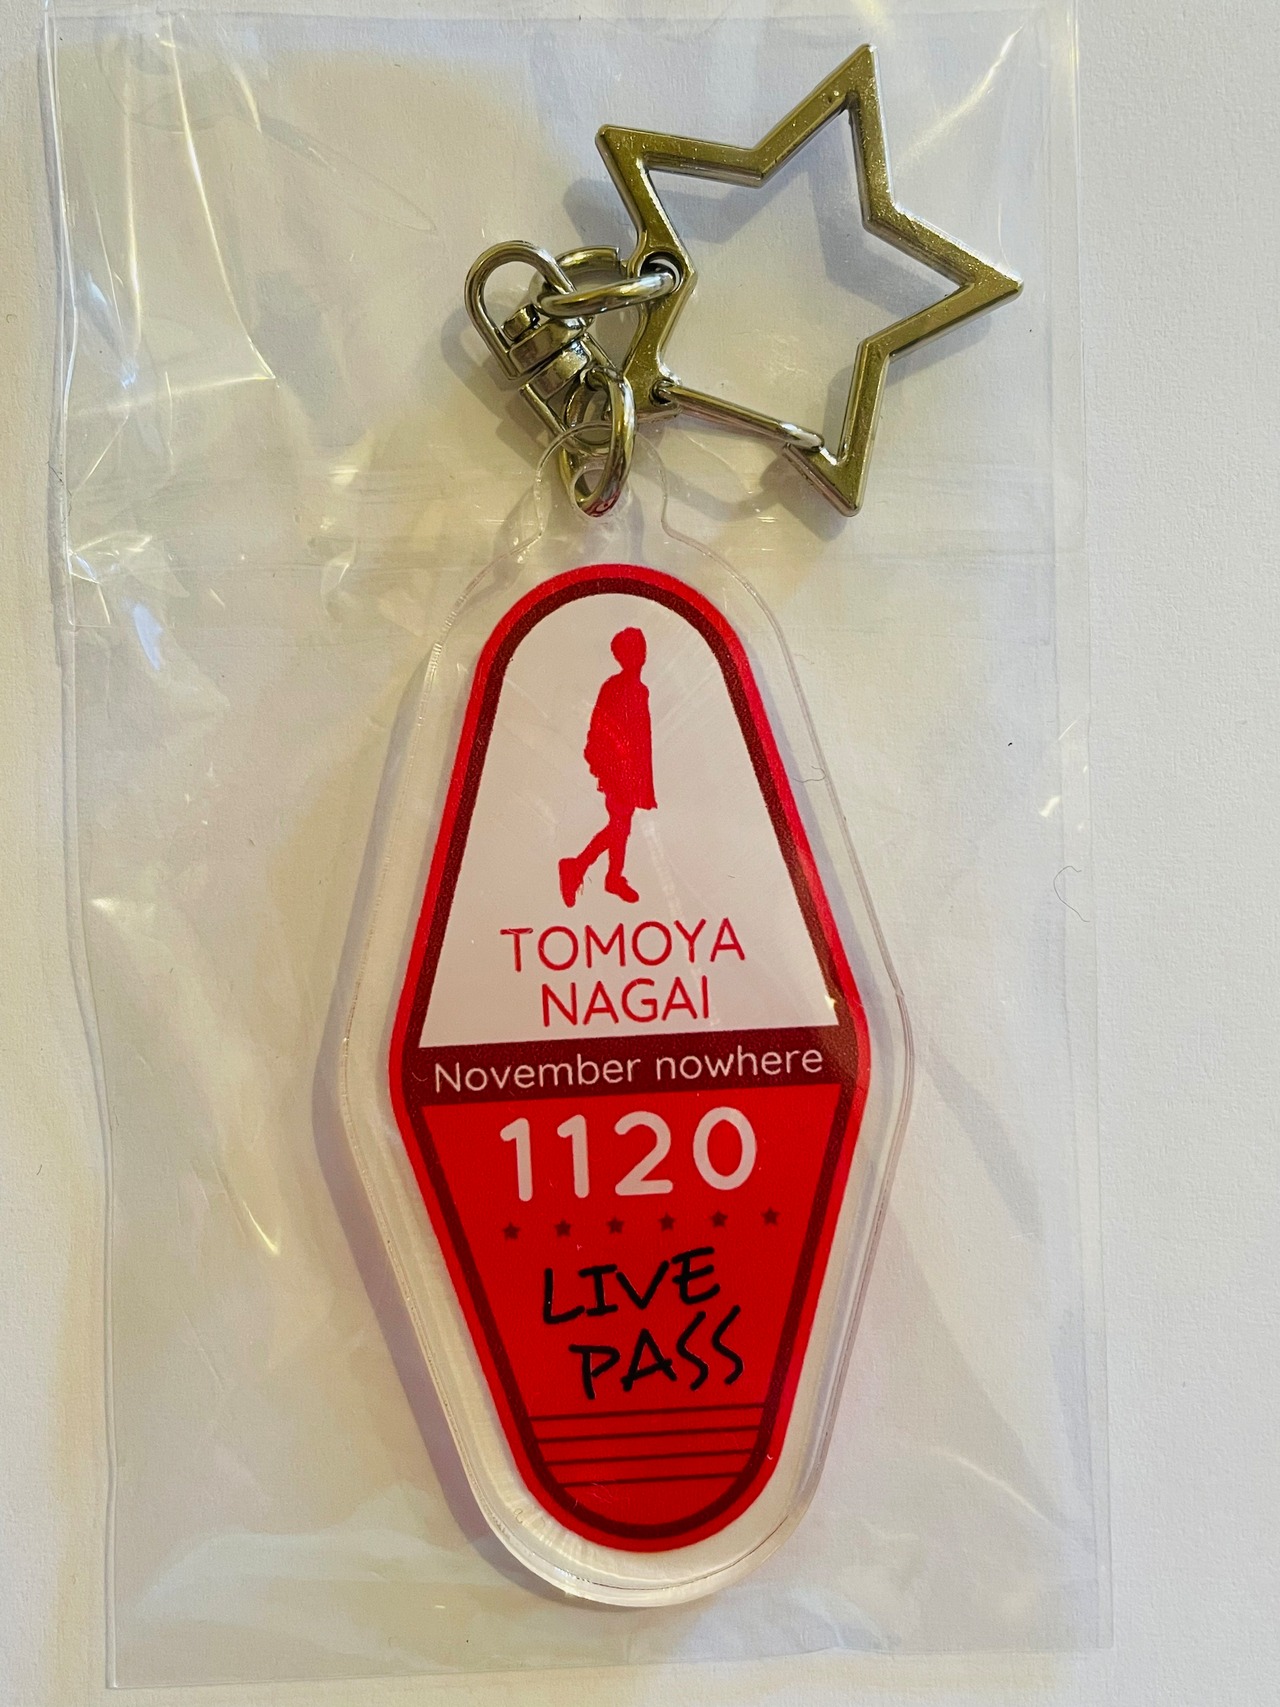 TOMOYA
NAGAI
November nowhere
1120
LIVE
PASS